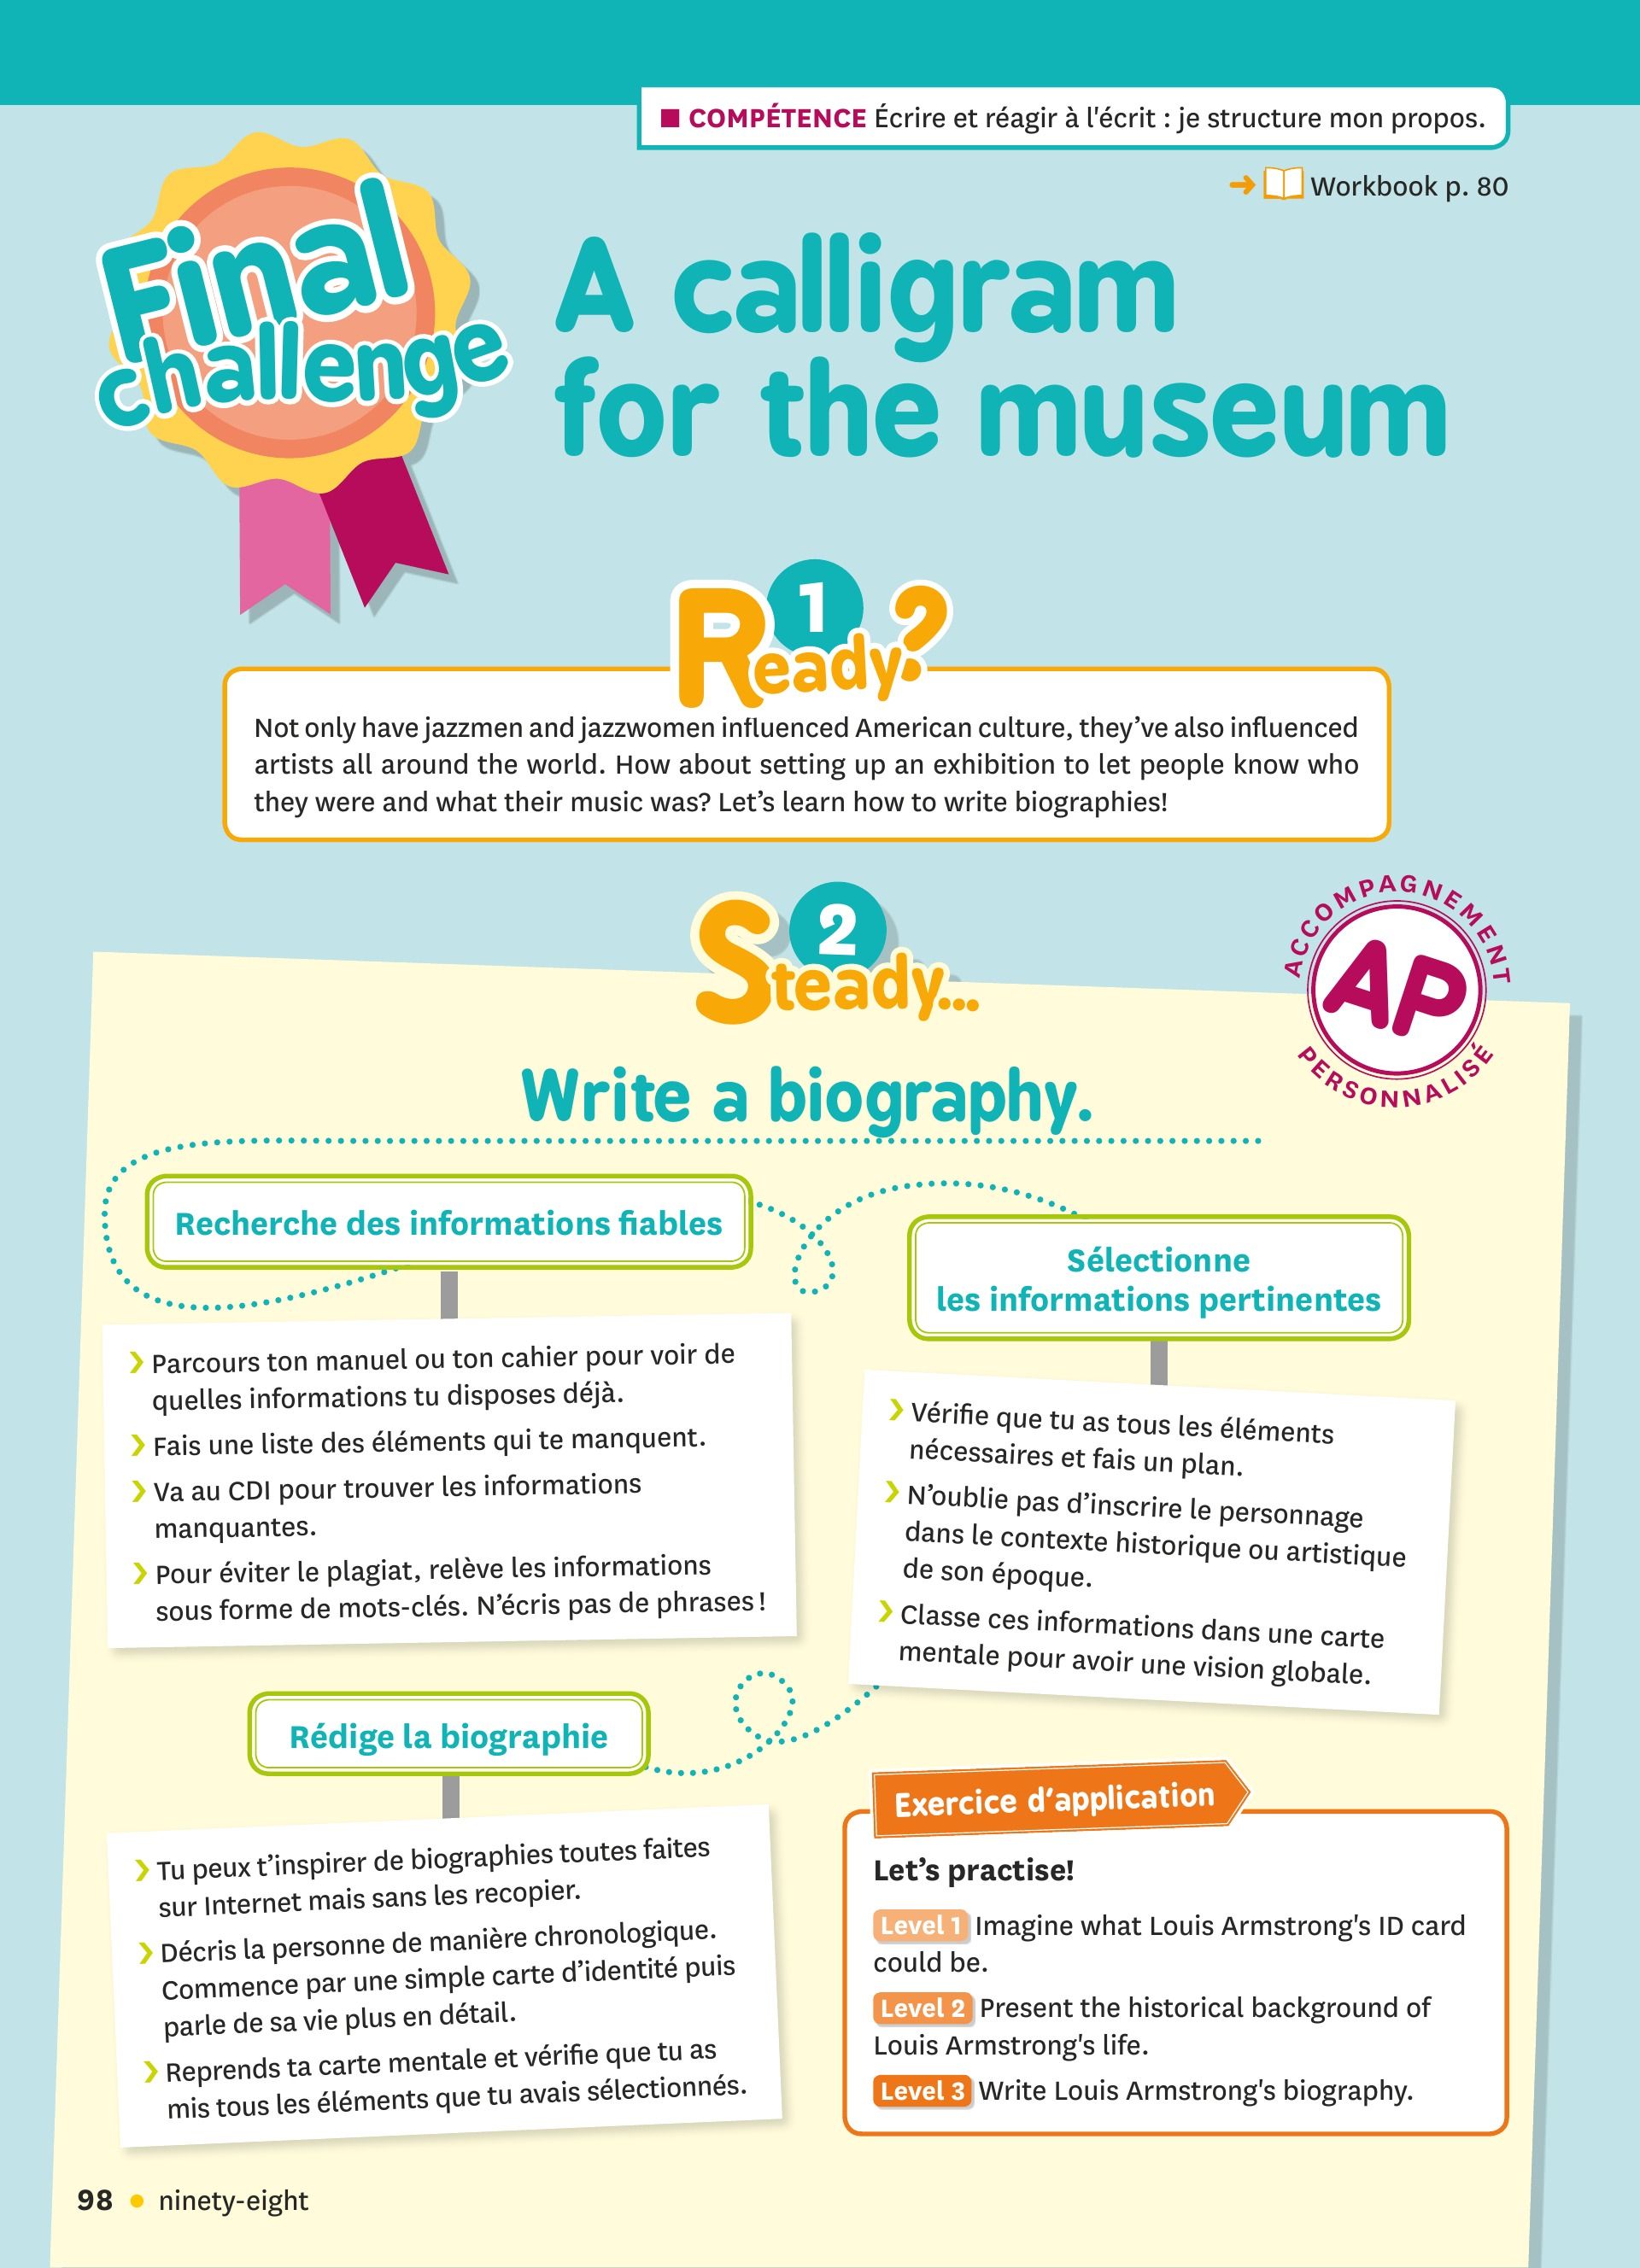 ■ COMPÉTENCE Écrire et réagir à l'écrit : je structure mon propos.
➜ Workbook p. 80
Final
challenge
A calligram
for the museum
1
Ready?
Not only have jazzmen and jazzwomen influenced American culture, they've also influenced
artists all around the world. How about setting up an exhibition to let people know who
they were and what their music was? Let's learn how to write biographies!
2
Steady...
ACCOMPAGNEMENT
AP
PERSONNALISÉ
Write a biography.
Recherche des informations fiables
› Parcours ton manuel ou ton cahier pour voir de
quelles informations tu disposes déjà.
› Fais une liste des éléments qui te manquent.
› Va au CDI pour trouver les informations
manquantes.
› Pour éviter le plagiat, relève les informations
sous forme de mots-clés. N'écris pas de phrases !
Sélectionne
les informations pertinentes
› Vérifie que tu as tous les éléments
nécessaires et fais un plan.
› N'oublie pas d'inscrire le personnage
dans le contexte historique ou artistique
de son époque.
› Classe ces informations dans une carte
mentale pour avoir une vision globale.
Rédige la biographie
› Tu peux t'inspirer de biographies toutes faites
sur Internet mais sans les recopier.
› Décris la personne de manière chronologique.
Commence par une simple carte d'identité puis
parle de sa vie plus en détail.
› Reprends ta carte mentale et vérifie que tu as
mis tous les éléments que tu avais sélectionnés.
Exercice d'application
Let's practise!
Level 1 Imagine what Louis Armstrong's ID card
could be.
Level 2 Present the historical background of
Louis Armstrong's life.
Level 3 Write Louis Armstrong's biography.
98 • ninety-eight